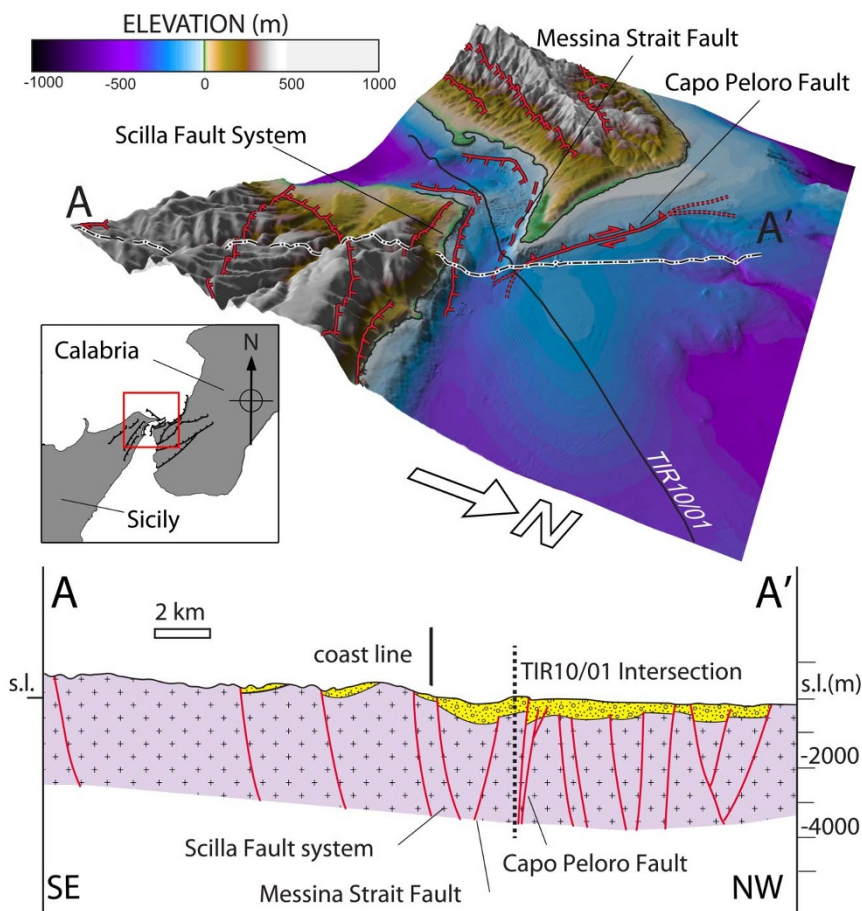 ELEVATION (m)
-1000
-500
0
500
1000
Messina Strait Fault
Capo Peloro Fault
Scilla Fault System
A
A'
Calabria
N
Sicily
N
TIR10/01
A
A'
2 km
coast line
TIR10/01 Intersection
s.l.
s.l.(m)
-2000
-4000
Scilla Fault system
Capo Peloro Fault
Messina Strait Fault
SE
NW